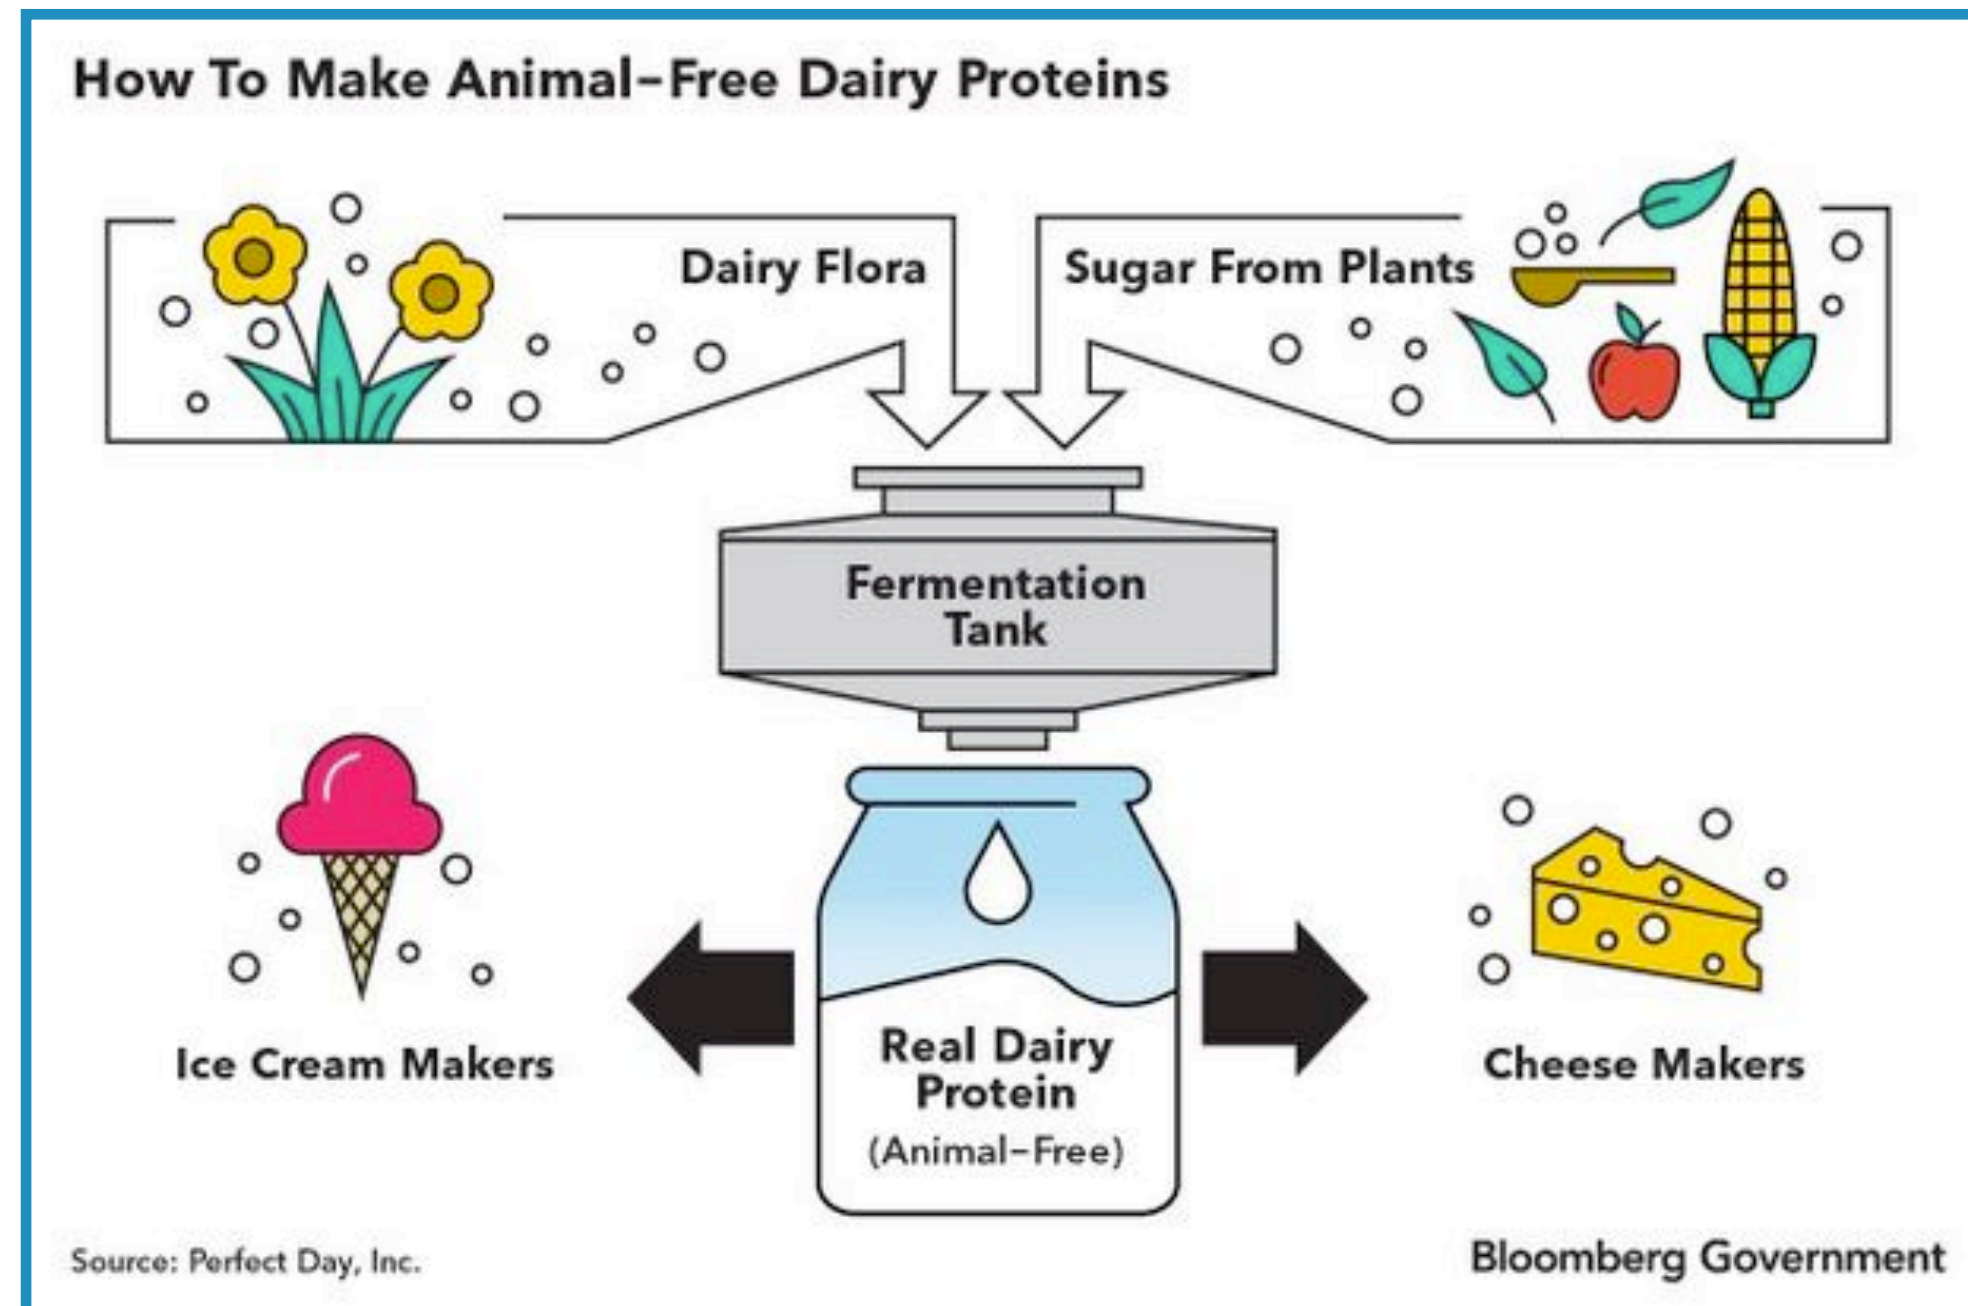 How To Make Animal-Free Dairy Proteins
Dairy Flora
Sugar From Plants
Fermentation
Tank
Ice Cream Makers
Real Dairy
Protein
(Animal-Free)
Cheese Makers
Source: Perfect Day, Inc.
Bloomberg Government